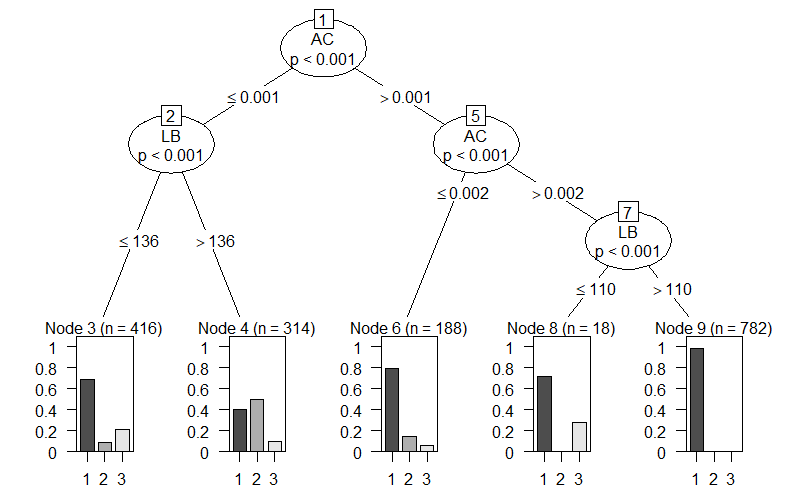 1
AC
p < 0.001
≤ 0.001
> 0.001
2
LB
p < 0.001
5
AC
p < 0.001
≤ 0.002
> 0.002
7
LB
p < 0.001
≤ 136
> 136
≤ 110
> 110
Node 3 (n = 416)
Node 4 (n = 314)
Node 6 (n = 188)
Node 8 (n = 18)
Node 9 (n = 782)
1
0.8
0.6
0.4
0.2
0
1 2 3
1
0.8
0.6
0.4
0.2
0
1 2 3
1
0.8
0.6
0.4
0.2
0
1 2 3
1
0.8
0.6
0.4
0.2
0
1 2 3
1
0.8
0.6
0.4
0.2
0
1 2 3